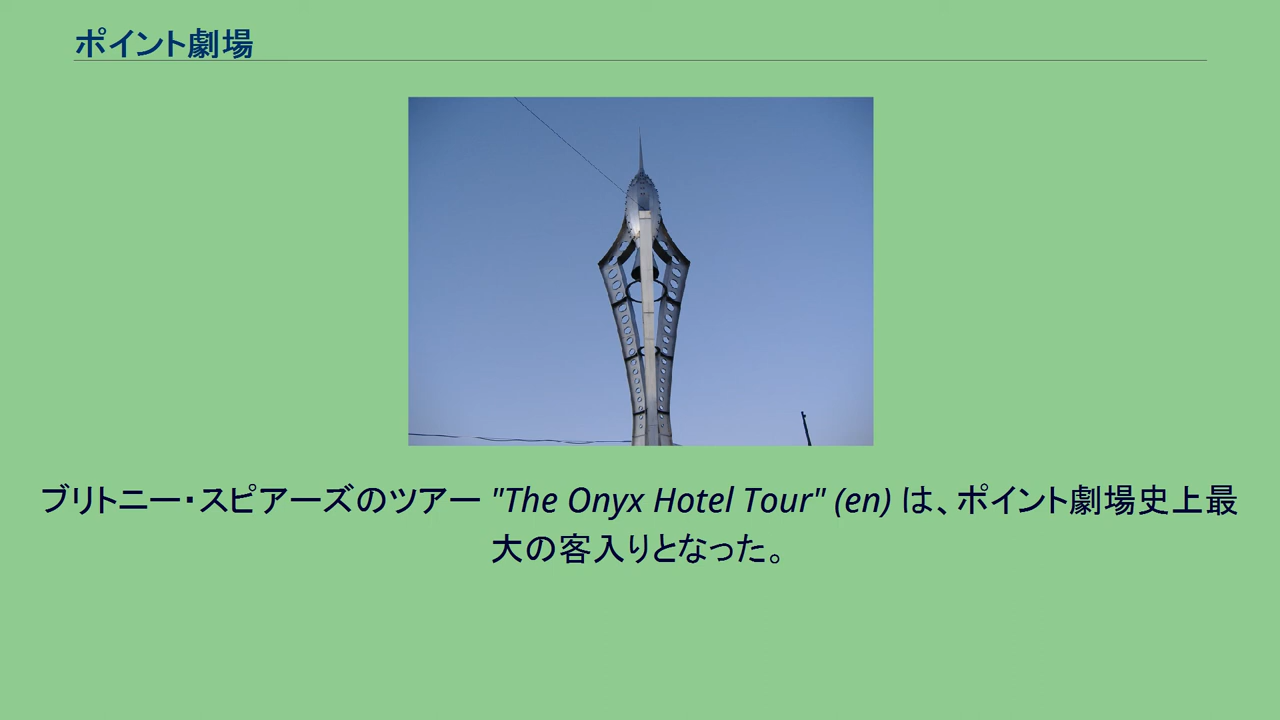 ポイント劇場
ブリトニー・スピアーズのツアー "The Onyx Hotel Tour" (en) は、ポイント劇場史上最
大の客入りとなった。